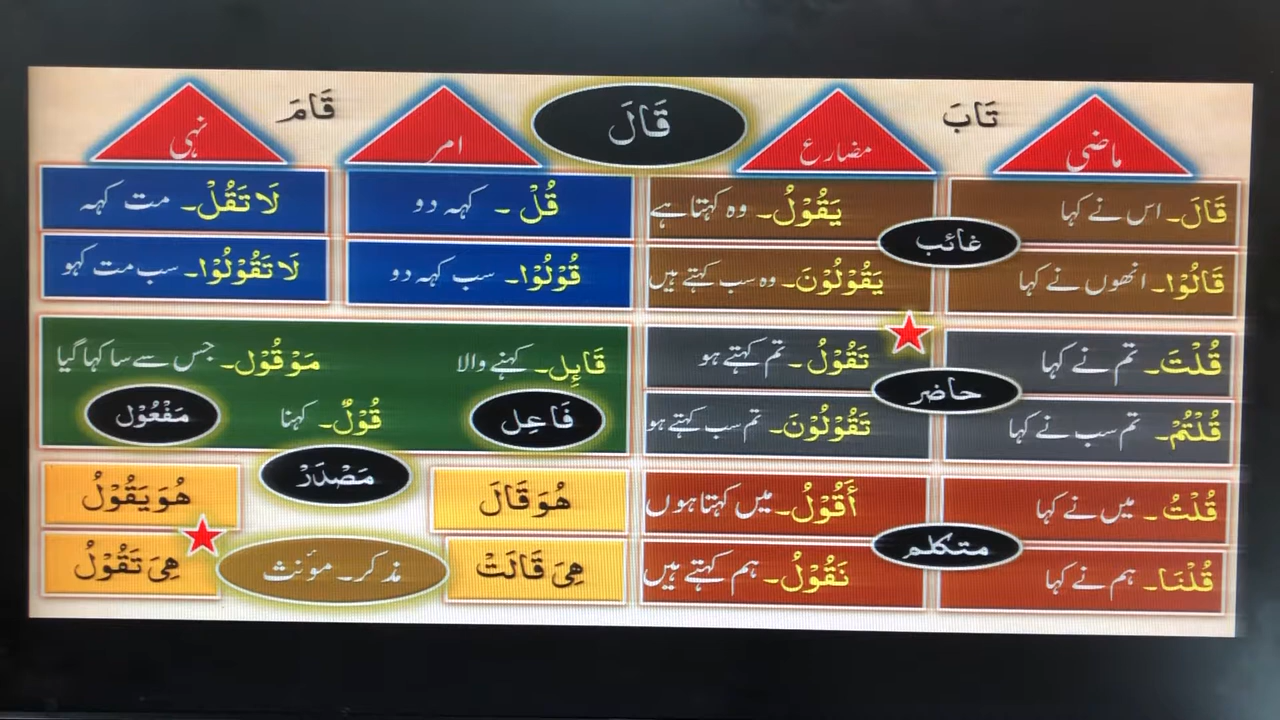 ماضی
تَابَ
مضارع
قَالَ
امر
قَامَ
نہی
قَالَ۔ اس نے کہا
يَقُوْلُ۔ وہ کہتا ہے
قُلْ ۔ کہہ دو
لَا تَقُلْ۔ مت کہہ
غائب
قَالُوْا۔ انھوں نے کہا
يَقُوْلُوْنَ۔ وہ سب کہتے ہیں
قُوْلُوْا۔ سب کہہ دو
لَا تَقُوْلُوْا۔ سب مت کہو
قُلْتَ۔ تم نے کہا
تَقُوْلُ۔ تم کہتے ہو
قَايِٕل۔ کہنے والا
مَوْقُوْل۔ جس سے سا کہا گیا
حاضر
فَاعِل
مَفْعُوْل
قُلْتُمْ۔ تم سب نے کہا
تَقُوْلُوْنَ۔ تم سب کہتے ہو
قُوْلٌ۔ کہنا
مَصْدَرْ
قُلْتُ۔ میں نے کہا
أَقُوْلُ۔ میں کہتا ہوں
هُوَ قَالَ
هُوَ يَقُوْلُ
متکلم
قُلْنَا۔ ہم نے کہا
نَقُوْلُ۔ ہم کہتے ہیں
هِیَ قَالَتْ
مذکر۔ مؤنث
هِیَ تَقُوْلُ